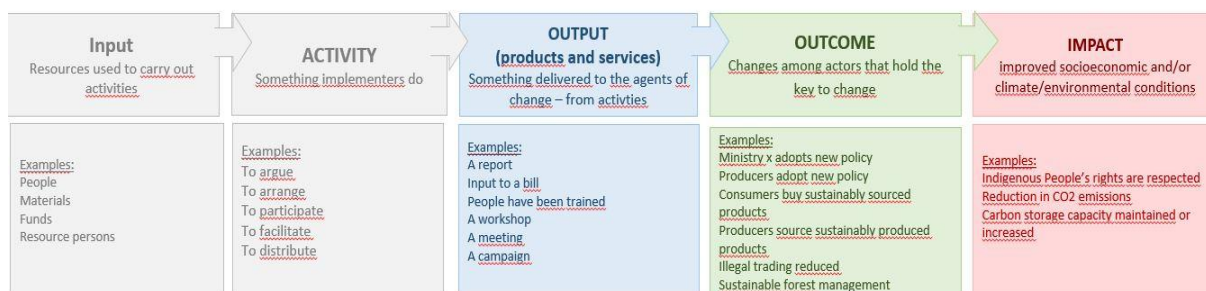 Input
Resources used to carry out
activities
ACTIVITY
Something implementers do
OUTPUT
(products and services)
Something delivered to the agents of
change – from activties
OUTCOME
Changes among actors that hold the
key to change
IMPACT
improved socioeconomic and/or
climate/environmental conditions
Examples:
People
Materials
Funds
Resource persons
Examples:
To argue
To arrange
To participate
To facilitate
To distribute
Examples:
A report
Input to a bill
People have been trained
A workshop
A meeting
A campaign
Examples:
Ministry x adopts new policy
Producers adopt new policy
Consumers buy sustainably sourced
products
Producers source sustainably produced
products
Illegal trading reduced
Sustainable forest management
Examples:
Indigenous People's rights are respected
Reduction in CO2 emissions
Carbon storage capacity maintained or
increased